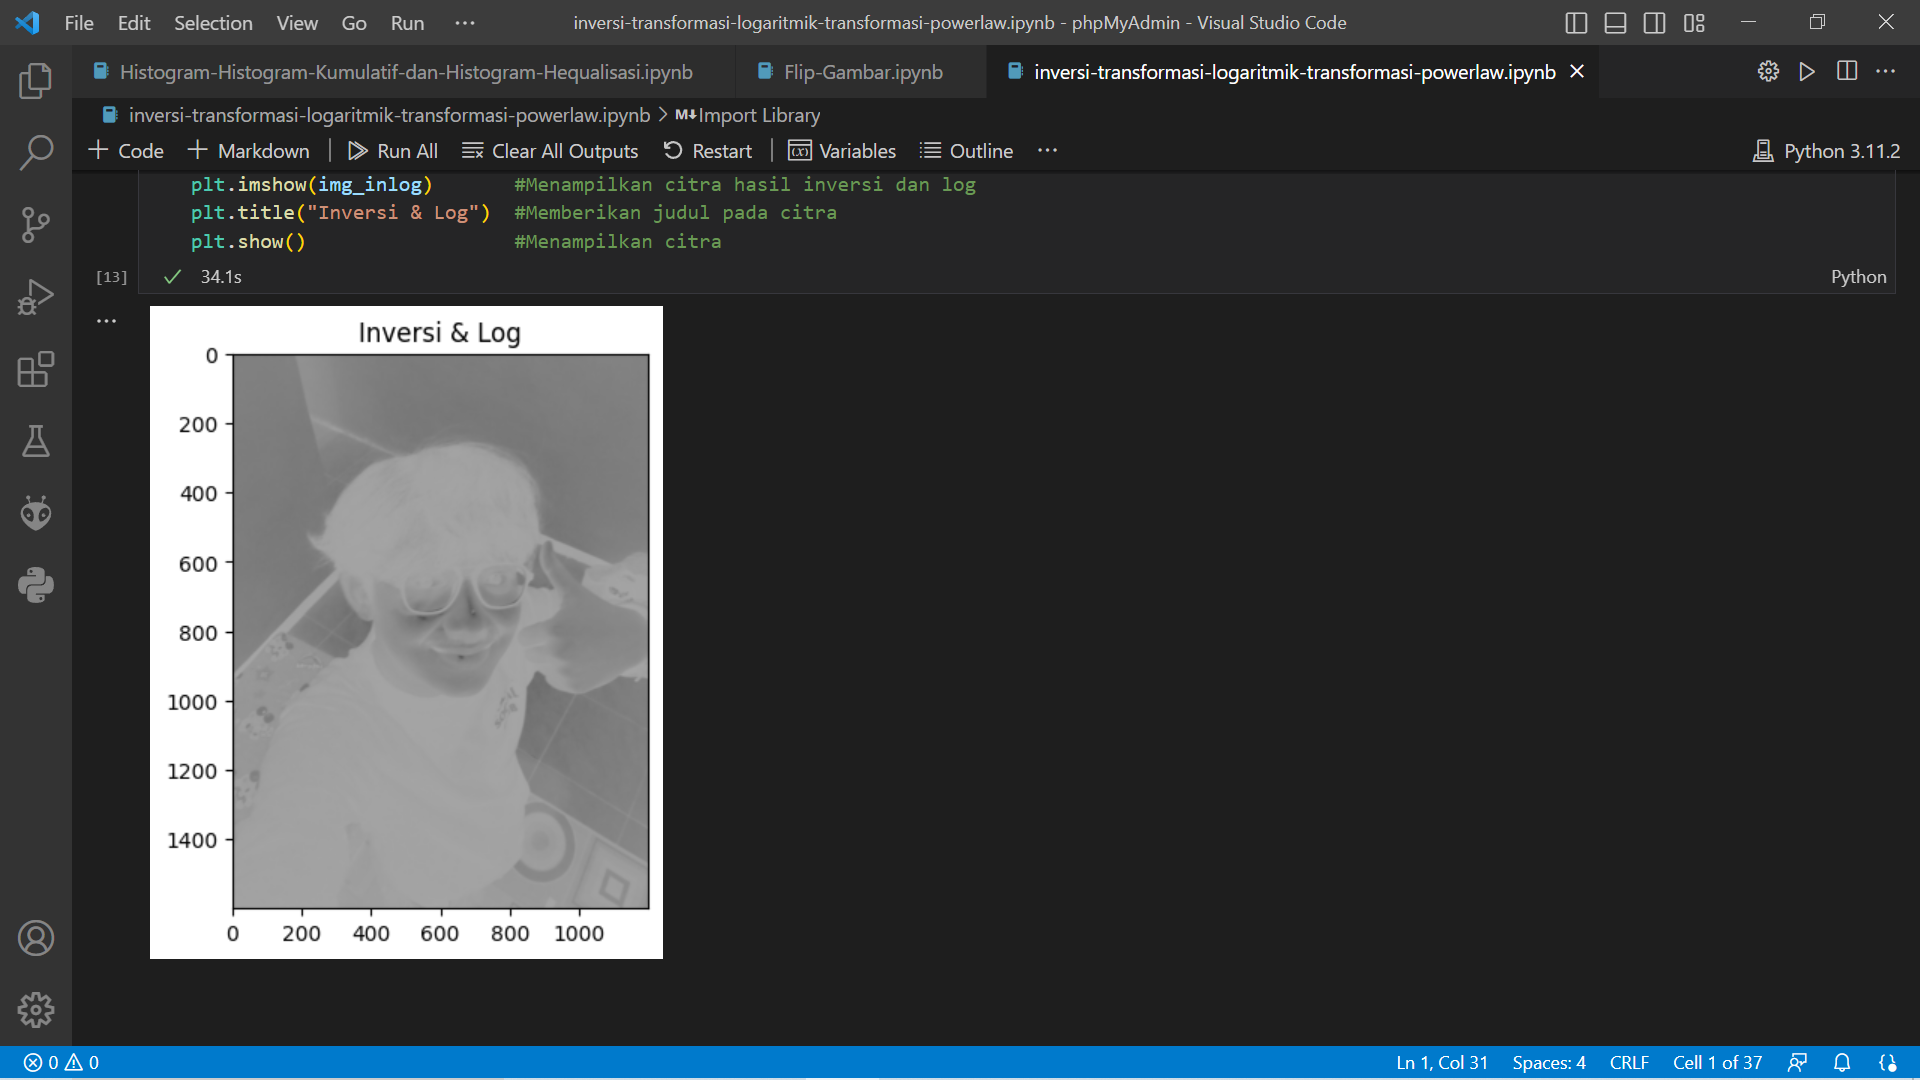 File Edit Selection View Go Run ··· inversi-transformasi-logaritmik-transformasi-powerlaw.ipynb - phpMyAdmin - Visual Studio Code
Histogram-Histogram-Kumulatif-dan-Histogram-Hequalisasi.ipynb Flip-Gambar.ipynb inversi-transformasi-logaritmik-transformasi-powerlaw.ipynb
inversi-transformasi-logaritmik-transformasi-powerlaw.ipynb > M↓Import Library
+ Code + Markdown Run All Clear All Outputs Restart (x) Variables Outline ··· Python 3.11.2
plt.imshow(img_inlog) #Menampilkan citra hasil inversi dan log
plt.title("Inversi & Log") #Memberikan judul pada citra
plt.show() #Menampilkan citra
[13] ✓ 34.1s Python
Inversi & Log
0
200
400
600
800
1000
1200
1400
0 200 400 600 800 1000
0 0 Ln 1, Col 31 Spaces: 4 CRLF Cell 1 of 37